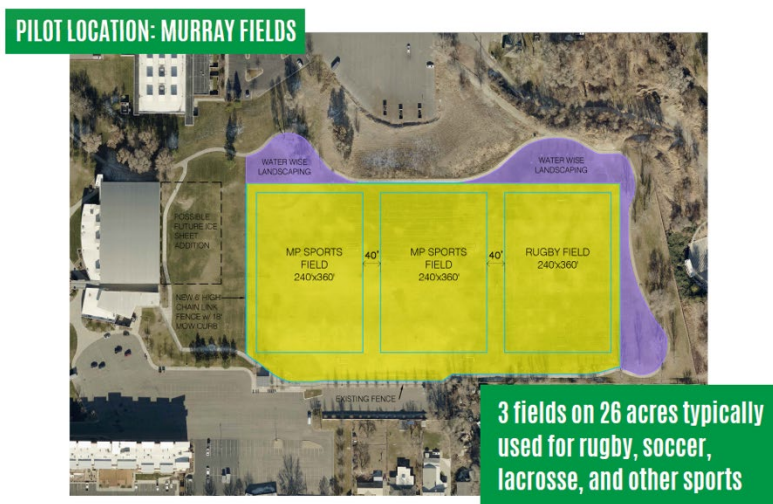 PILOT LOCATION: MURRAY FIELDS
WATER WISE
LANDSCAPING
WATER WISE
LANDSCAPING
POSSIBLE
FUTURE ICE
SHEET
ADDITION
MP SPORTS
FIELD
240'x360'
40'
MP SPORTS
FIELD
240'x360'
40'
RUGBY FIELD
240'x360'
NEW 6' HIGH
CHAIN LINK
FENCE w/ 18"
MOW CURB
EXISTING FENCE
3 fields on 26 acres typically
used for rugby, soccer,
lacrosse, and other sports